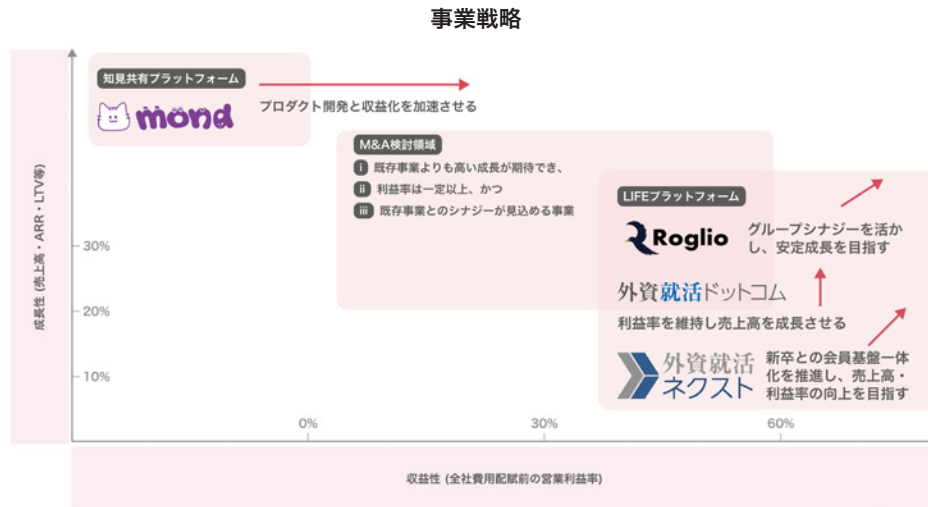 事業戦略
知見共有プラットフォーム
mond
プロダクト開発と収益化を加速させる
M&A検討領域
i 既存事業よりも高い成長が期待でき、
ii 利益率は一定以上、かつ
iii 既存事業とのシナジーが見込める事業
LIFEプラットフォーム
Roglio
グループシナジーを活か
し、安定成長を目指す
外資就活ドットコム
利益率を維持し売上高を成長させる
外資就活
ネクスト
新卒との会員基盤一体
化を推進し、売上高・
利益率の向上を目指す
成長性 (売上高・ARR・LTV等)
30%
20%
10%
0%
30%
60%
収益性 (全社費用配賦前の営業利益率)